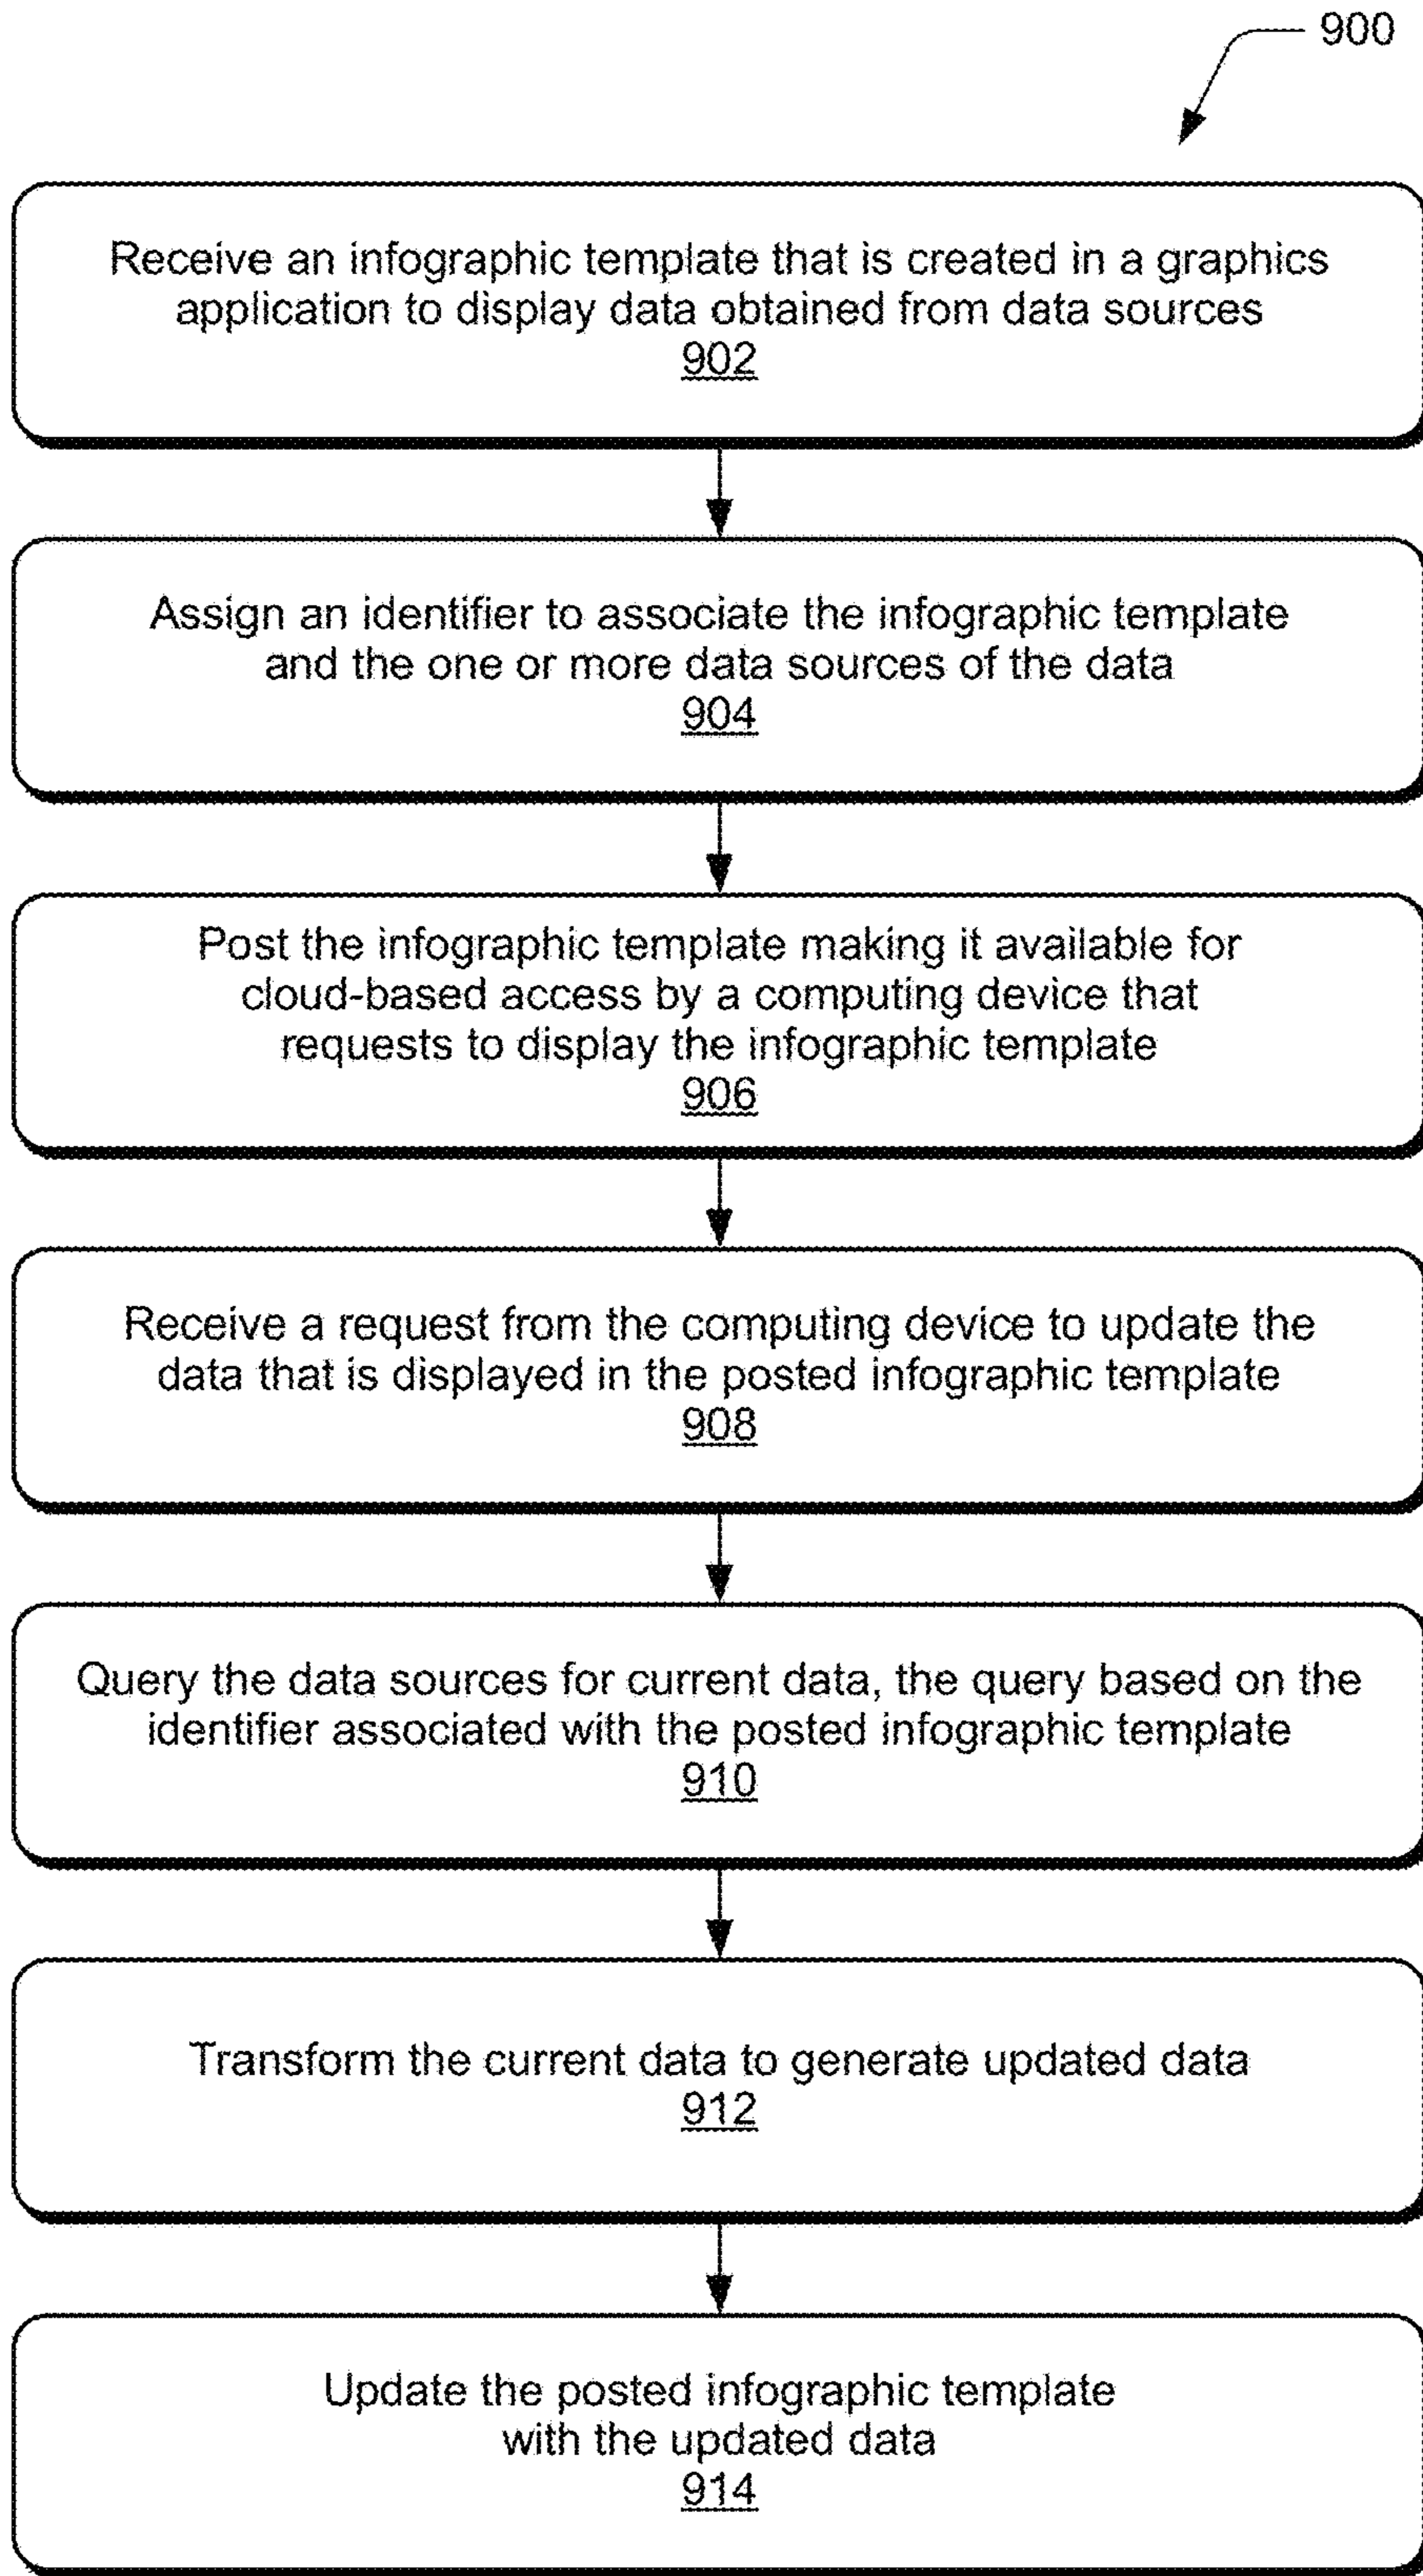 900
Receive an infographic template that is created in a graphics
application to display data obtained from data sources
902
Assign an identifier to associate the infographic template
and the one or more data sources of the data
904
Post the infographic template making it available for
cloud-based access by a computing device that
requests to display the infographic template
906
Receive a request from the computing device to update the
data that is displayed in the posted infographic template
908
Query the data sources for current data, the query based on the
identifier associated with the posted infographic template
910
Transform the current data to generate updated data
912
Update the posted infographic template
with the updated data
914